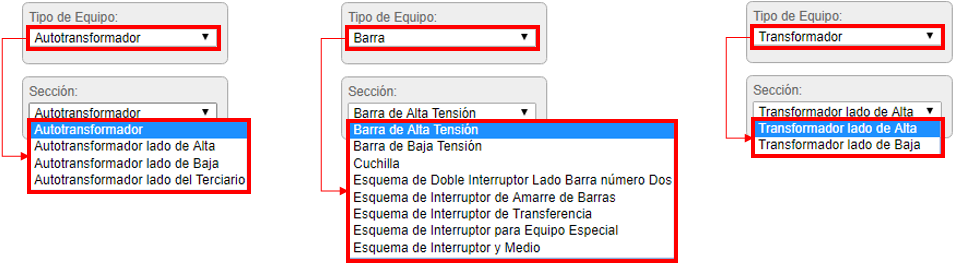 Tipo de Equipo:
Autotransformador
Sección:
Autotransformador
Autotransformador
Autotransformador lado de Alta
Autotransformador lado de Baja
Autotransformador lado del Terciario
Tipo de Equipo:
Barra
Sección:
Barra de Alta Tensión
Barra de Alta Tensión
Barra de Baja Tensión
Cuchilla
Esquema de Doble Interruptor Lado Barra número Dos
Esquema de Interruptor de Amarre de Barras
Esquema de Interruptor de Transferencia
Esquema de Interruptor para Equipo Especial
Esquema de Interruptor y Medio
Tipo de Equipo:
Transformador
Sección:
Transformador lado de Alta
Transformador lado de Alta
Transformador lado de Baja